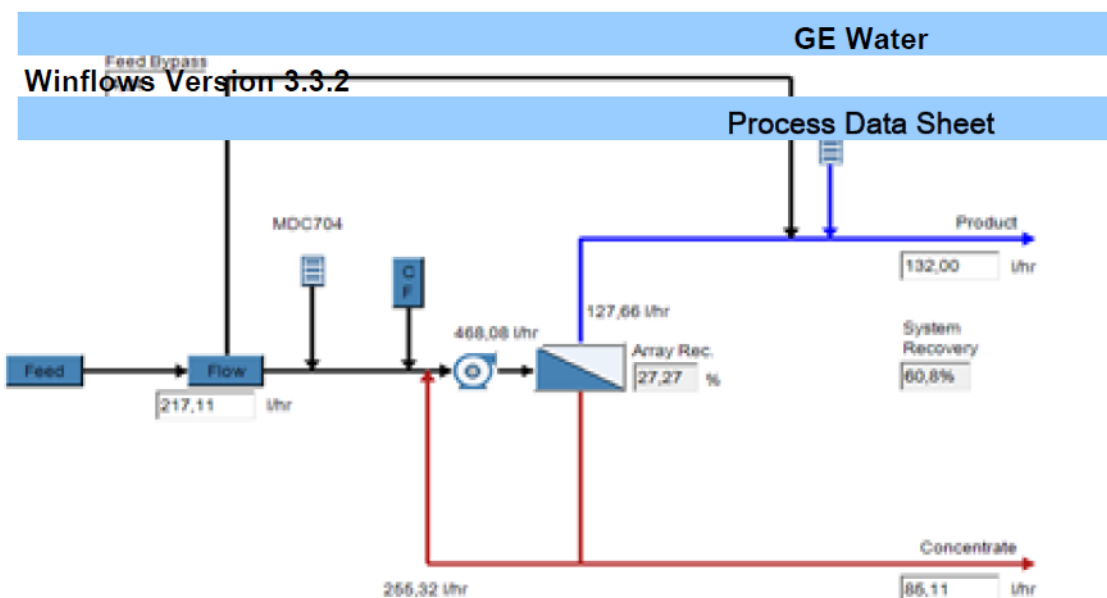 GE Water
Feed Bypass
Winflows Version 3.3.2
Process Data Sheet
MDC704
Product
132,00 l/hr
C
F
127,66 l/hr
468,08 l/hr
System
Recovery
60,8%
Array Rec.
27,27 %
Feed
Flow
217,11 l/hr
Concentrate
255,32 l/hr
85,11 l/hr